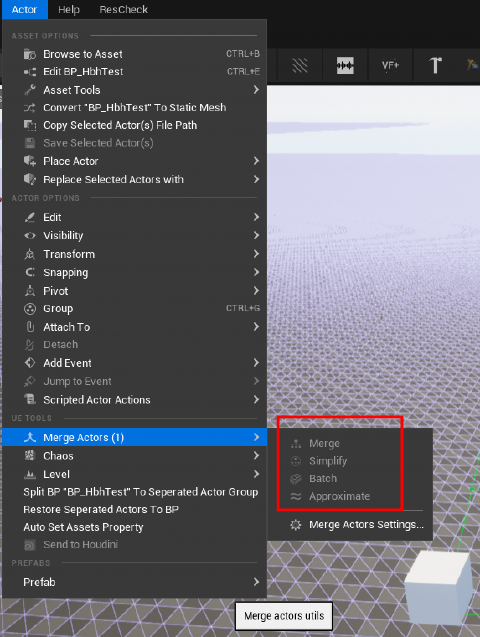 Actor Help ResCheck
ASSET OPTIONS
Browse to Asset CTRL+B
Edit BP_HbhTest CTRL+E
Asset Tools
Convert "BP_HbhTest" To Static Mesh
Copy Selected Actor(s) File Path
Save Selected Actor(s)
Place Actor
Replace Selected Actors with
ACTOR OPTIONS
Edit
Visibility
Transform
Snapping
Pivot
Group CTRL+G
Attach To
Detach
Add Event
Jump to Event
Scripted Actor Actions
UE TOOLS
Merge Actors (1)
Chaos
Level
Split BP "BP_HbhTest" To Seperated Actor Group
Restore Seperated Actors To BP
Auto Set Assets Property
Send to Houdini
PREFABS
Prefab
VF+
Merge
Simplify
Batch
Approximate
Merge Actors Settings...
Merge actors utils